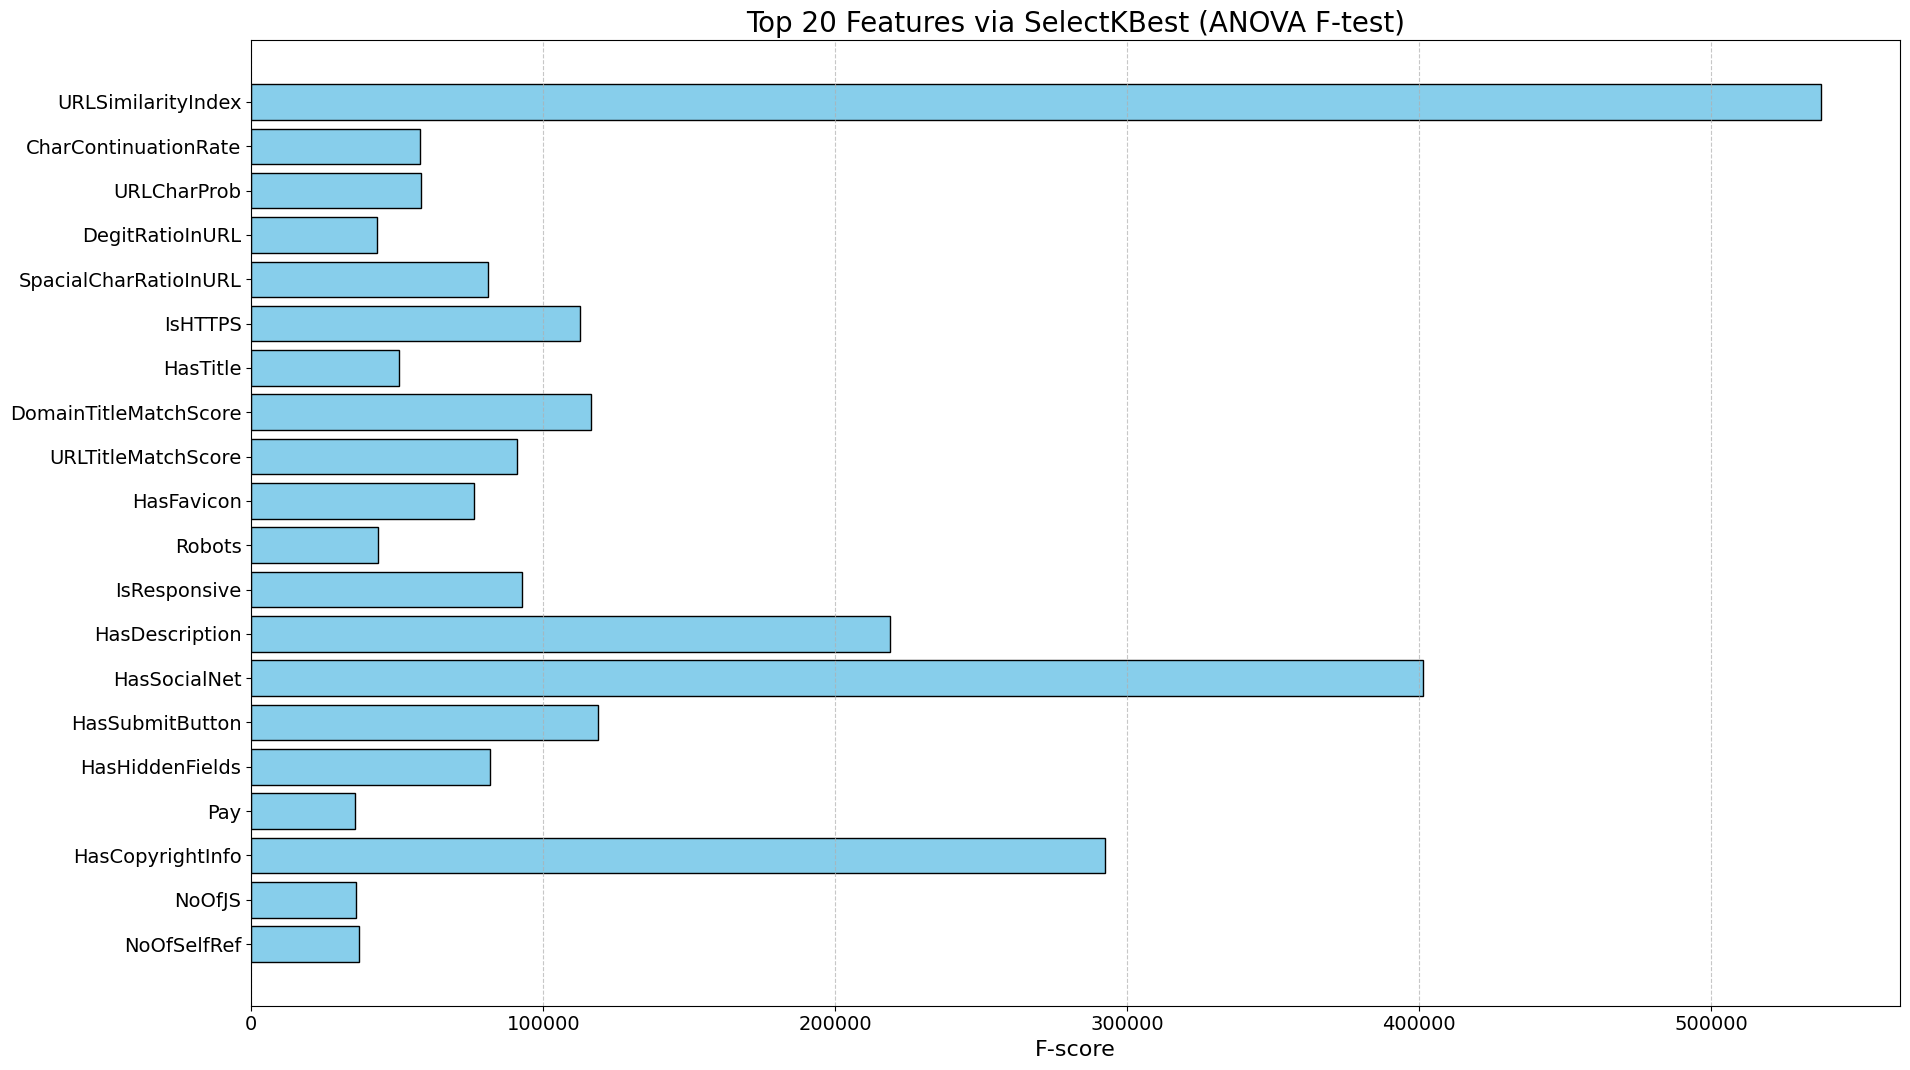 Top 20 Features via SelectKBest (ANOVA F-test)
URLSimilarityIndex
CharContinuationRate
URLCharProb
DegitRatioInURL
SpacialCharRatioInURL
IsHTTPS
HasTitle
DomainTitleMatchScore
URLTitleMatchScore
HasFavicon
Robots
IsResponsive
HasDescription
HasSocialNet
HasSubmitButton
HasHiddenFields
Pay
HasCopyrightInfo
NoOfJS
NoOfSelfRef
0 100000 200000 300000 400000 500000
F-score